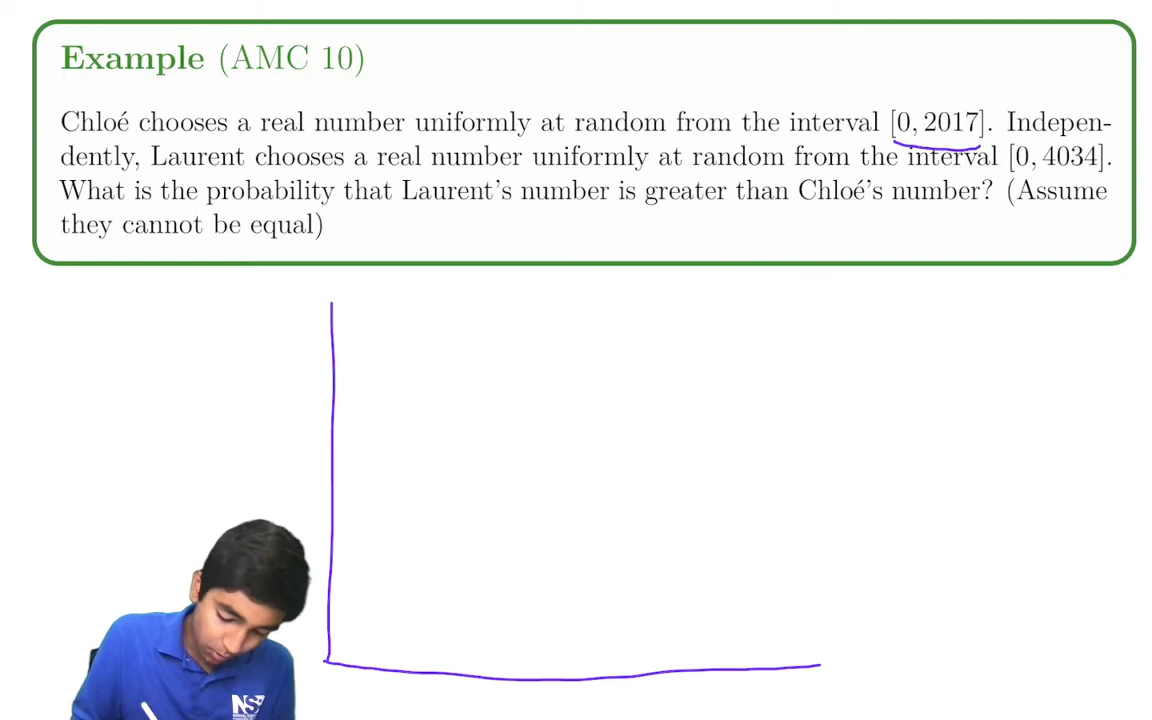 Example (AMC 10)
Chloé chooses a real number uniformly at random from the interval [0, 2017]. Indepen-
dently, Laurent chooses a real number uniformly at random from the interval [0, 4034].
What is the probability that Laurent's number is greater than Chloé's number? (Assume
they cannot be equal)